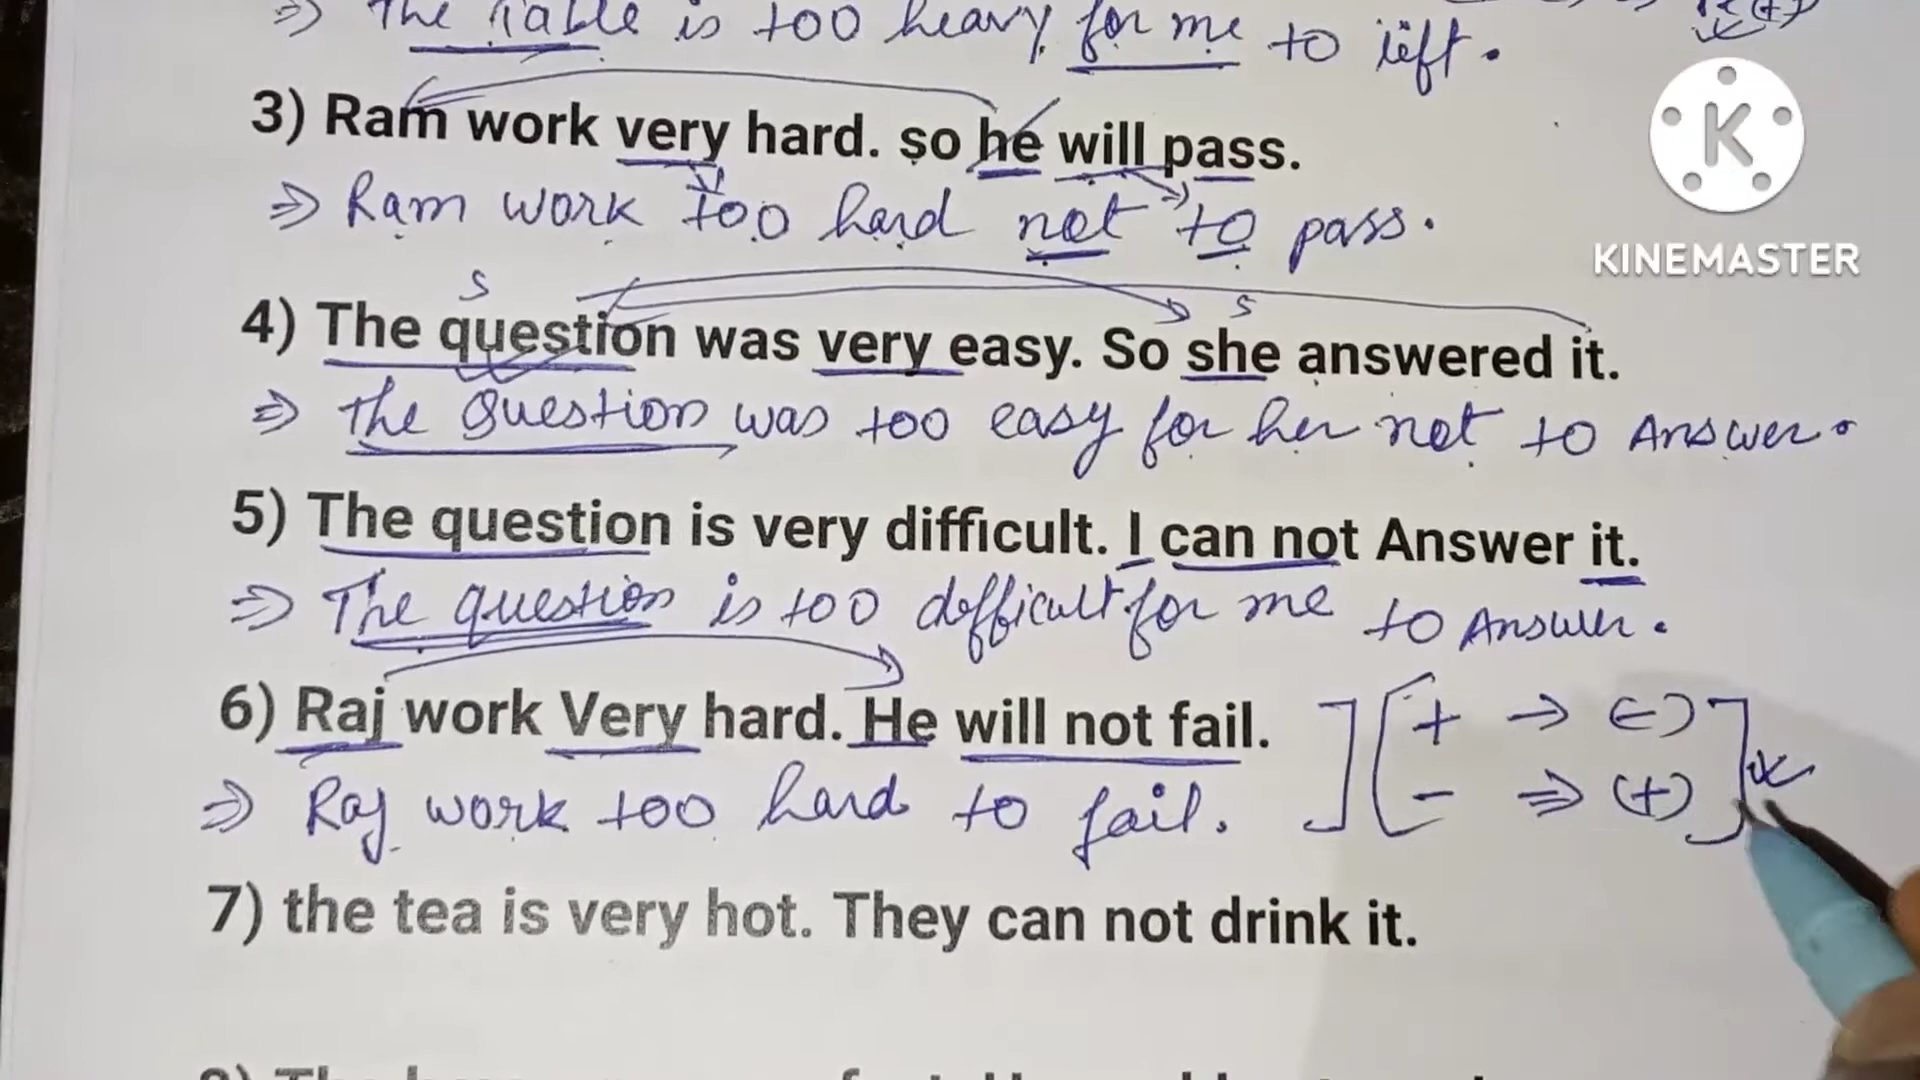 ⇒ The Table is too heavy for me to lift.
3) Ram work very hard. so he will pass.
⇒ Ram work too hard not to pass.
S S
4) The question was very easy. So she answered it.
⇒ the question was too easy for her not to Answer.
5) The question is very difficult. I can not Answer it.
⇒ The question is too difficult for me to Answer.
6) Raj work Very hard. He will not fail.
+ → (-)
- ⇒ (+)
⇒ Raj work too hard to fail.
7) the tea is very hot. They can not drink it.
K
KINEMASTER